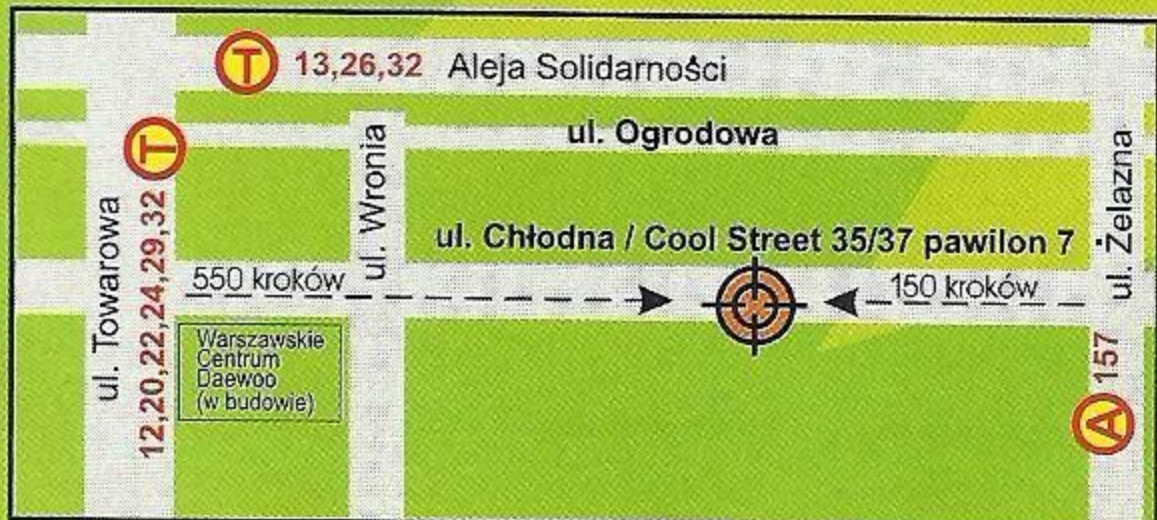 T 13,26,32 Aleja Solidarności
ul. Ogrodowa
T
12,20,22,24,29,32
ul. Towarowa
ul. Wronia
ul. Żelazna
ul. Chłodna / Cool Street 35/37 pawilon 7
550 kroków
150 kroków
Warszawskie
Centrum
Daewoo
(w budowie)
A 157